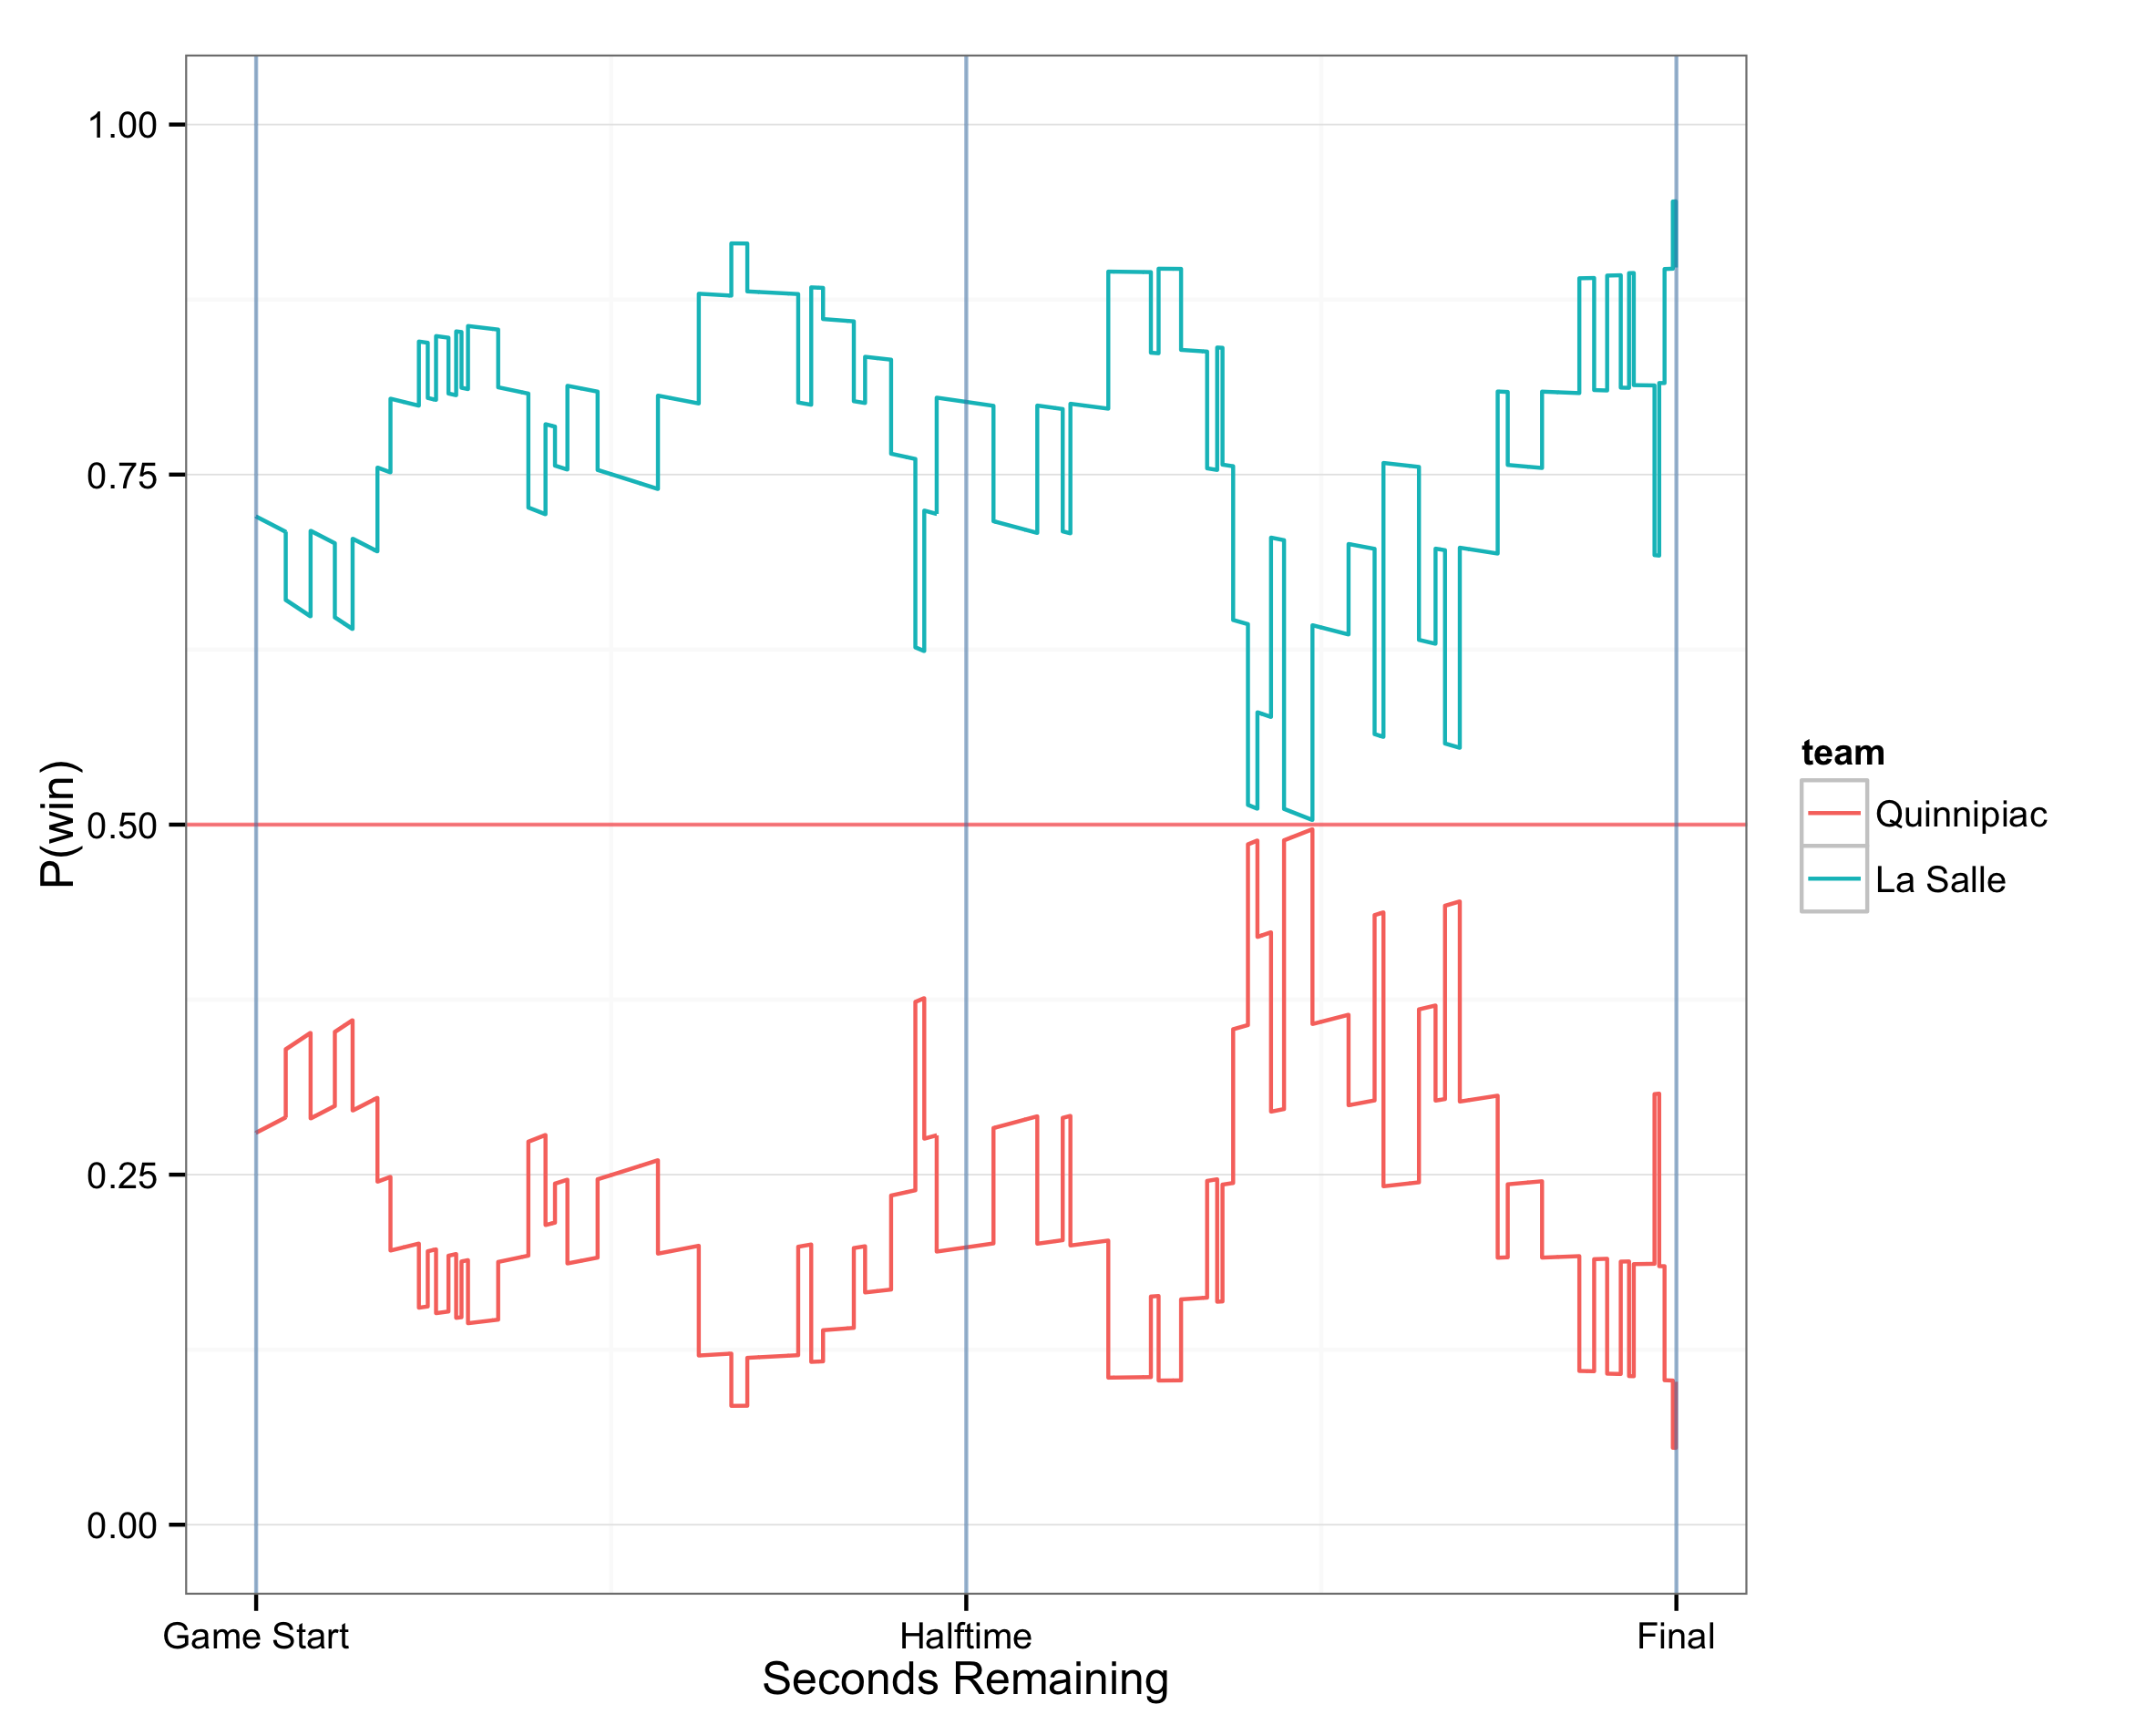 1.00
0.75
0.50
0.25
0.00
P(win)
Game Start
Halftime
Final
Seconds Remaining
team
Quinnipiac
La Salle